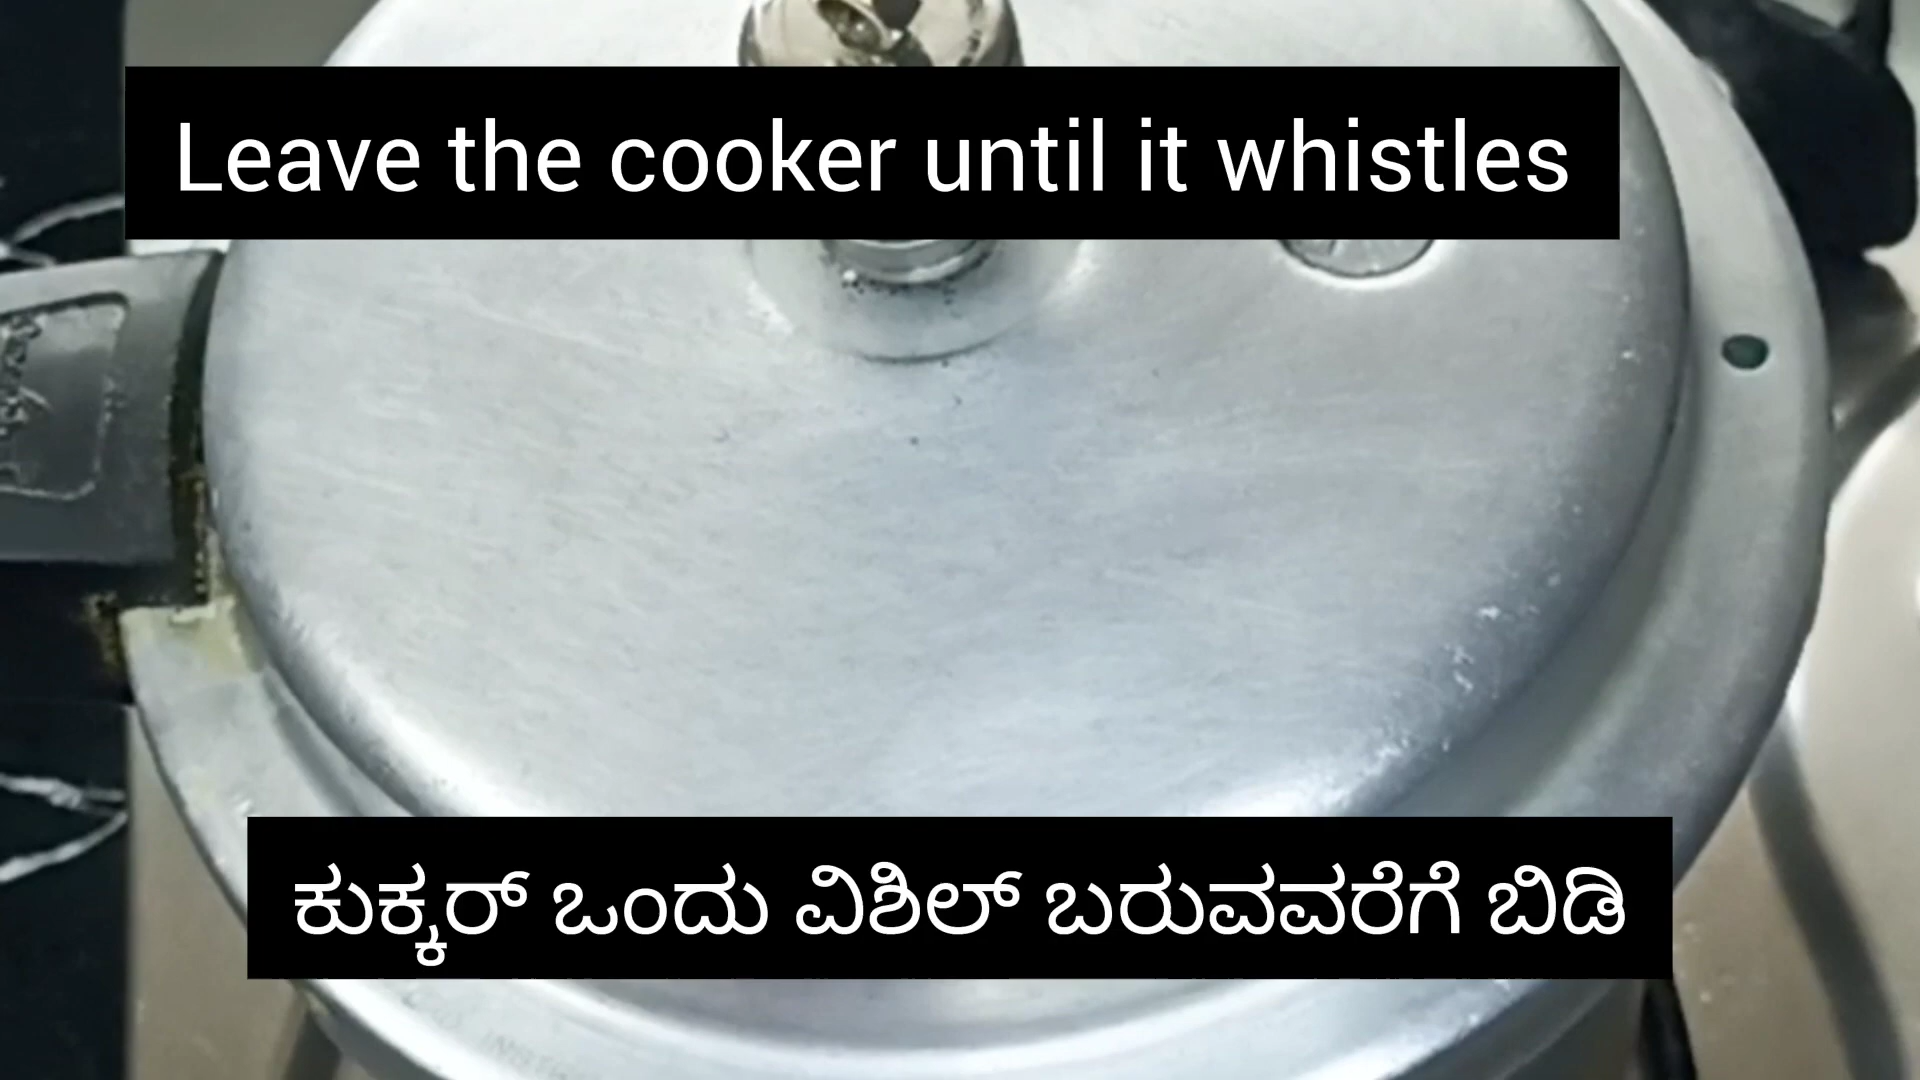 Leave the cooker until it whistles
ಕುಕ್ಕರ್ ಒಂದು ವಿಶಿಲ್ ಬರುವವರೆಗೆ ಬಿಡಿ